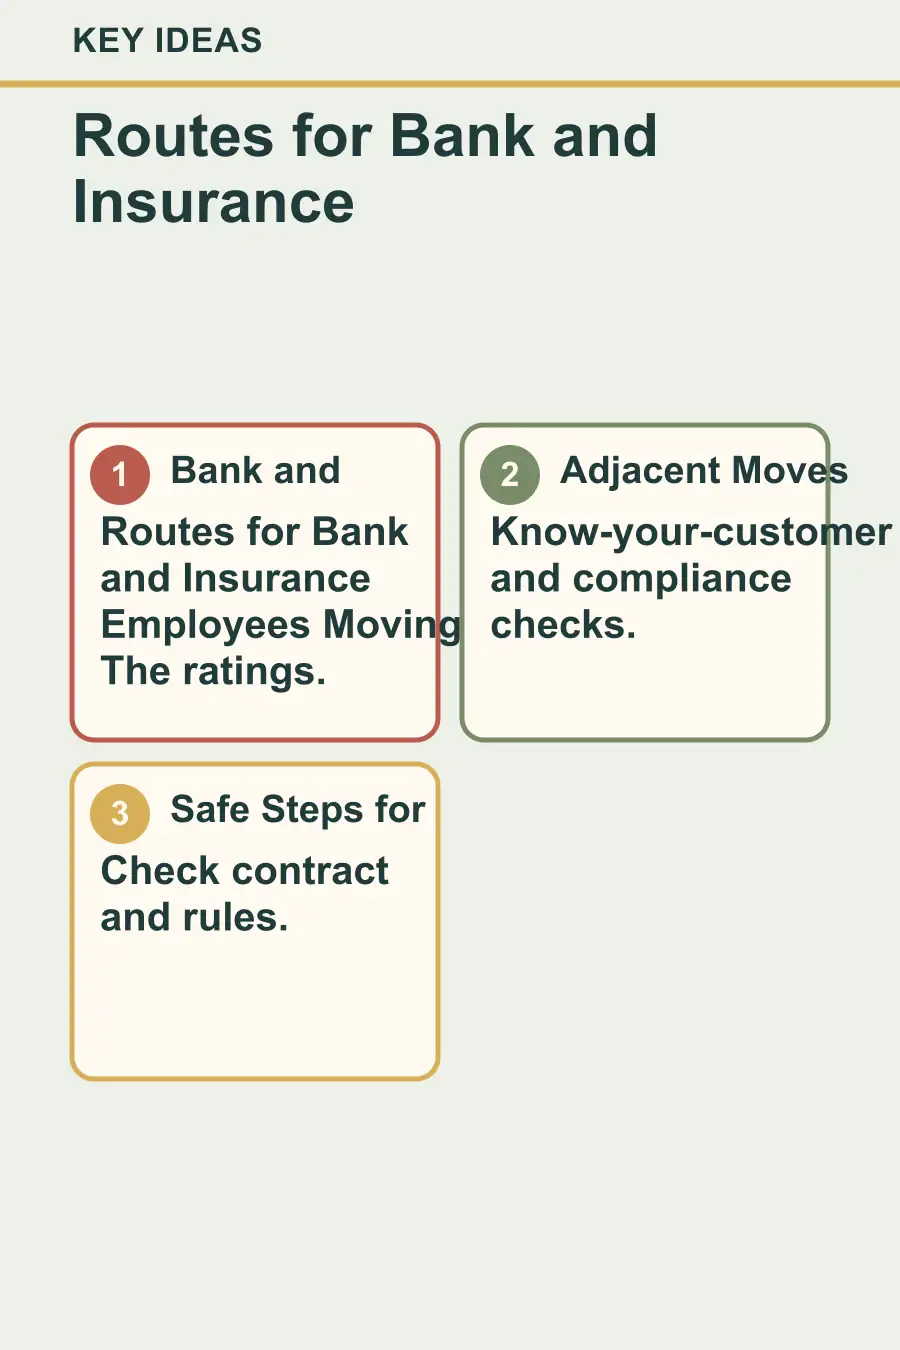 KEY IDEAS
Routes for Bank and
Insurance
1 Bank and
Routes for Bank
and Insurance
Employees Moving
The ratings.
2 Adjacent Moves
Know-your-customer
and compliance
checks.
3 Safe Steps for
Check contract
and rules.